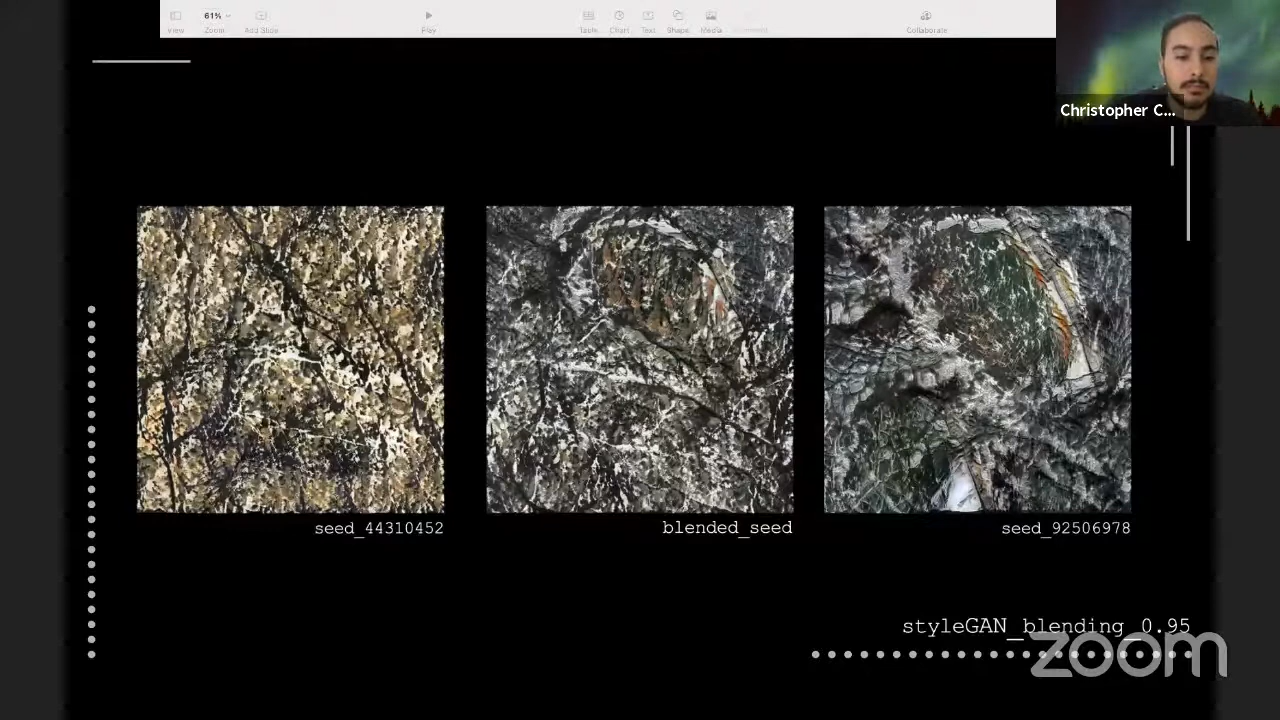 61%
View
Zoom
Add Slide
Play
Table
Chart
Text
Shape
Media
Comment
Collaborate
Christopher C...
seed_44310452
blended_seed
seed_92506978
styleGAN_blending_0.95
zoom